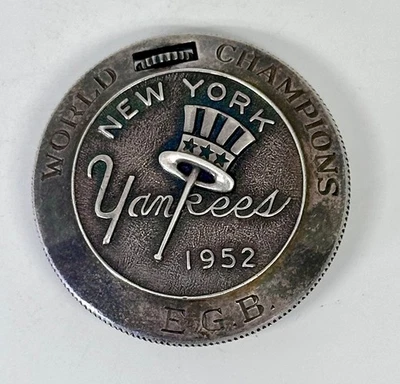 WORLD CHAMPIONS
NEW YORK
Yankees
1952
E.G.B.